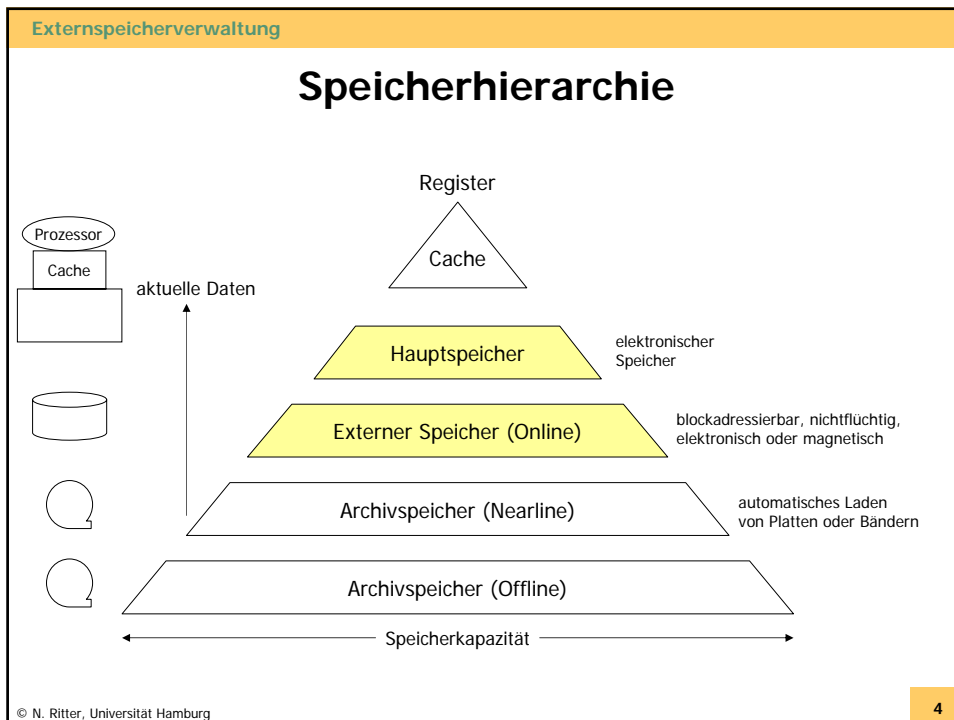 Externspeicherverwaltung
Speicherhierarchie
Register
Prozessor
Cache
Cache
aktuelle Daten
Hauptspeicher
elektronischer
Speicher
Externer Speicher (Online)
blockadressierbar, nichtflüchtig,
elektronisch oder magnetisch
Archivspeicher (Nearline)
automatisches Laden
von Platten oder Bändern
Archivspeicher (Offline)
Speicherkapazität
© N. Ritter, Universität Hamburg
4